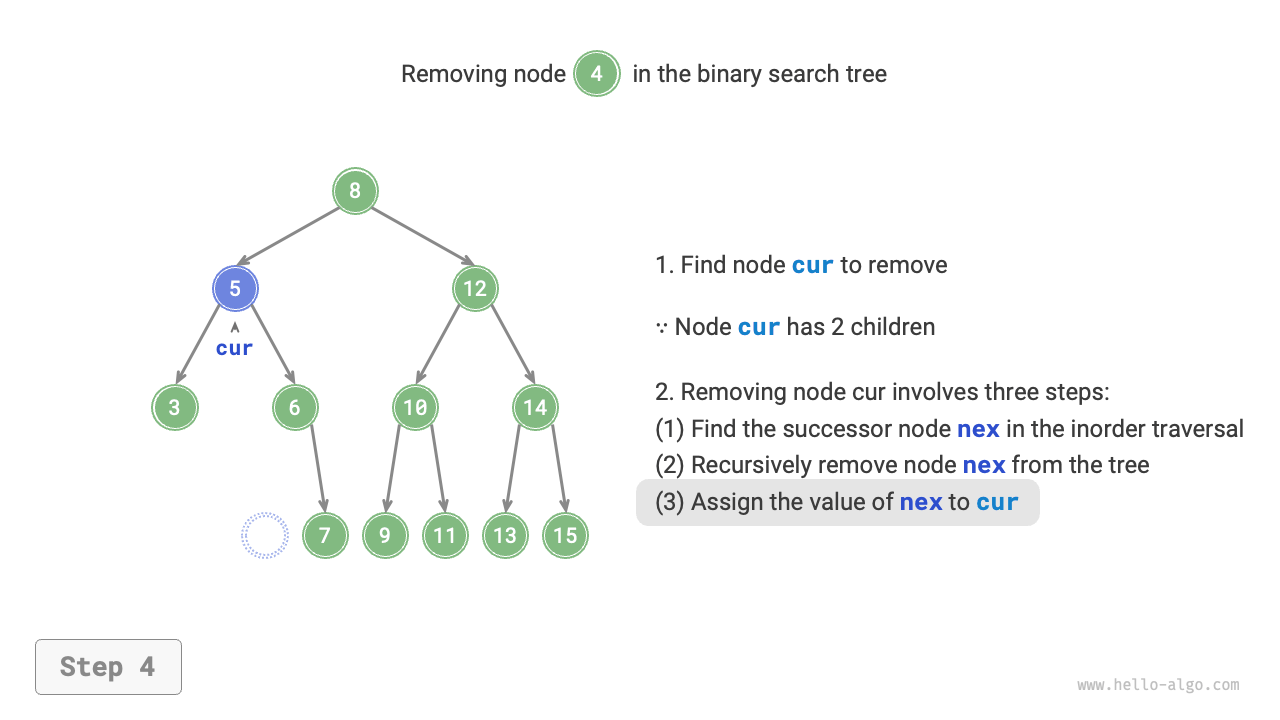 Removing node 4 in the binary search tree
8
5
12
cur
3
6
10
14
7
9
11
13
15
1. Find node cur to remove
∵ Node cur has 2 children
2. Removing node cur involves three steps:
(1) Find the successor node nex in the inorder traversal
(2) Recursively remove node nex from the tree
(3) Assign the value of nex to cur
Step 4
www.hello-algo.com